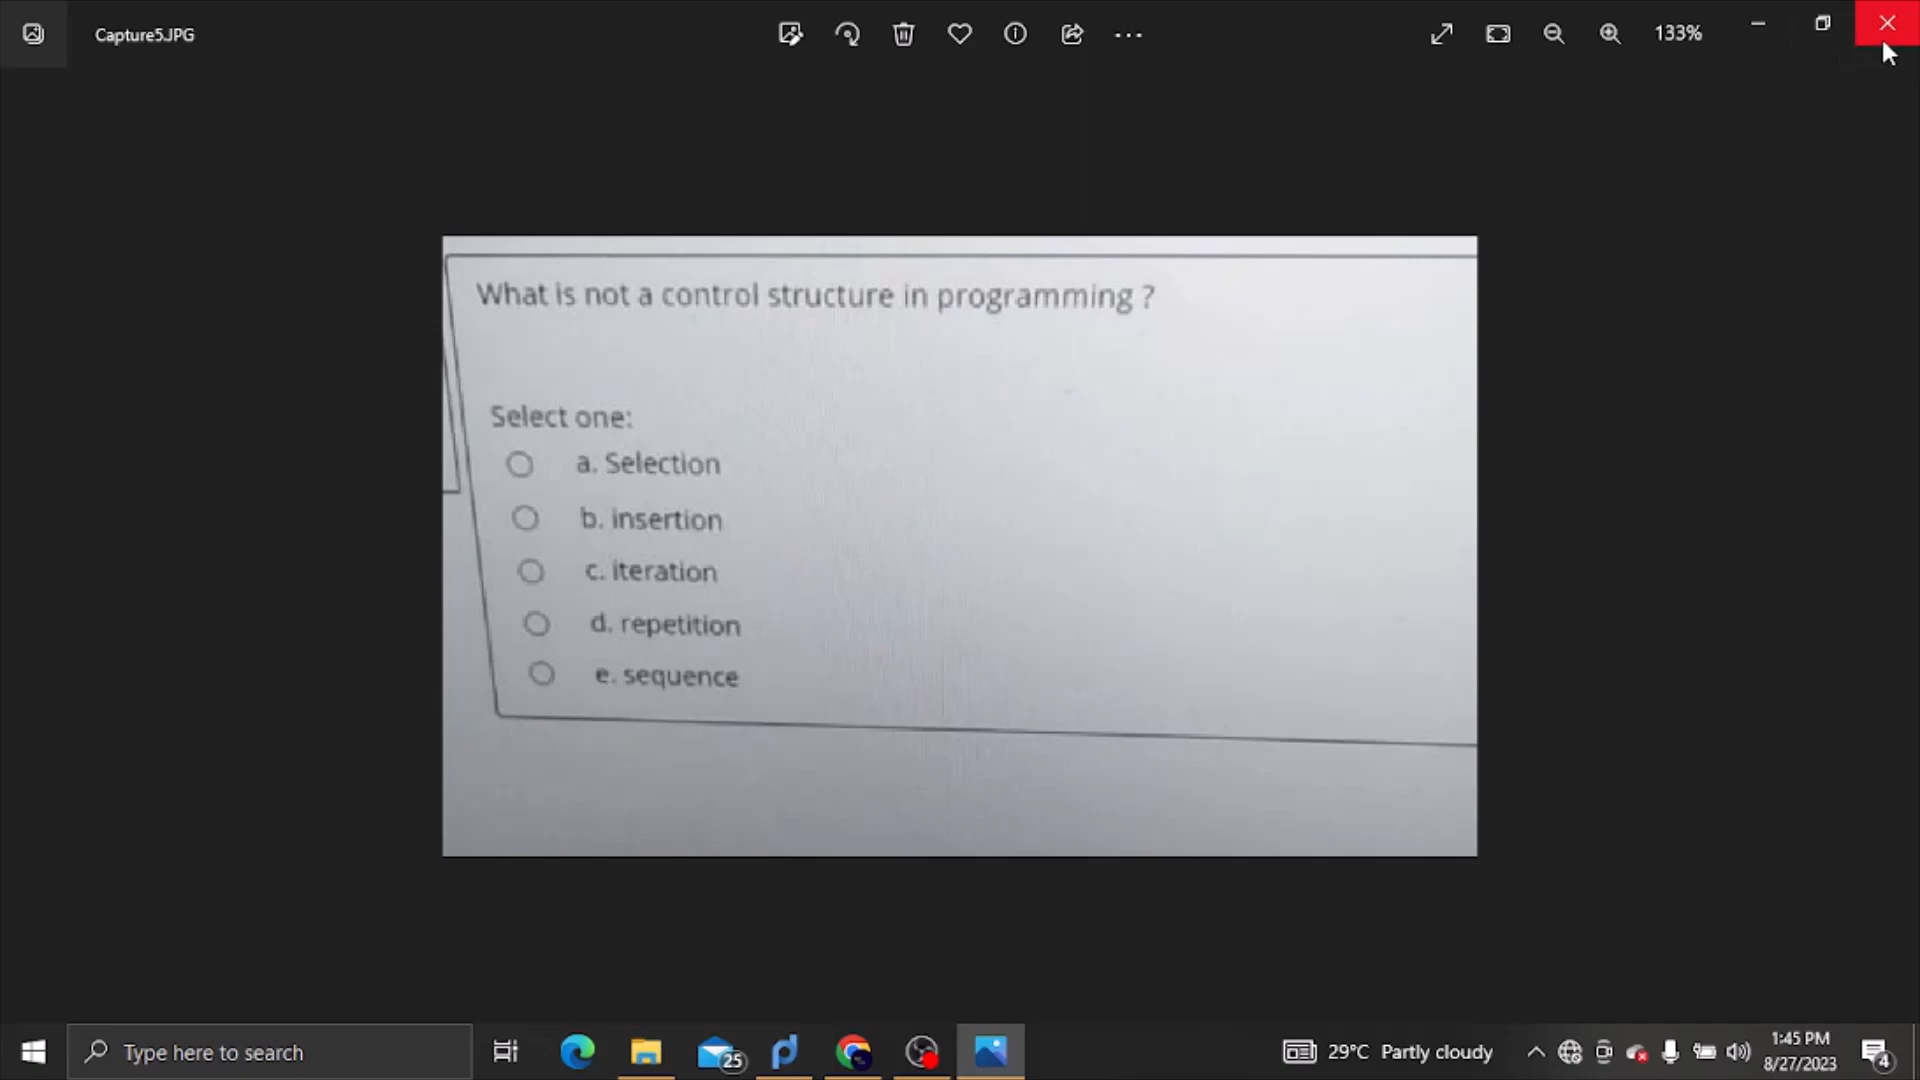 Capture5.JPG
133%
What is not a control structure in programming ?
Select one:
a. Selection
b. insertion
c. iteration
d. repetition
e. sequence
Type here to search
25
29°C Partly cloudy
1:45 PM
8/27/2023
4